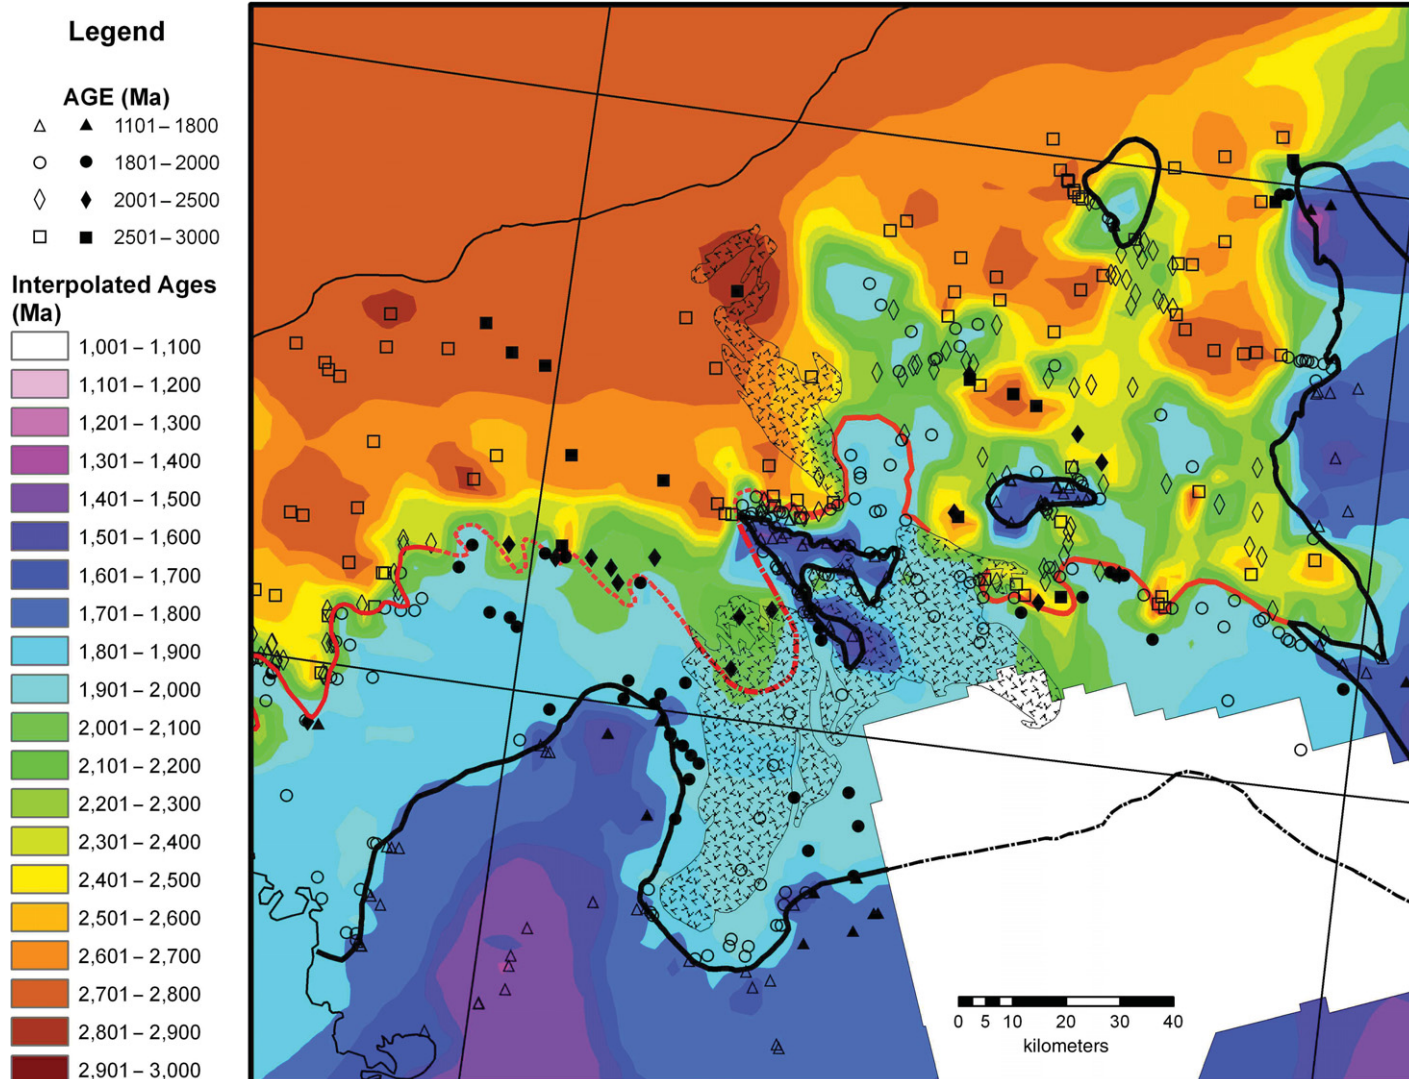 Legend
AGE (Ma)
1101 – 1800
1801 – 2000
2001 – 2500
2501 – 3000
Interpolated Ages
(Ma)
1,001 – 1,100
1,101 – 1,200
1,201 – 1,300
1,301 – 1,400
1,401 – 1,500
1,501 – 1,600
1,601 – 1,700
1,701 – 1,800
1,801 – 1,900
1,901 – 2,000
2,001 – 2,100
2,101 – 2,200
2,201 – 2,300
2,301 – 2,400
2,401 – 2,500
2,501 – 2,600
2,601 – 2,700
2,701 – 2,800
2,801 – 2,900
2,901 – 3,000
0 5 10 20 30 40
kilometers